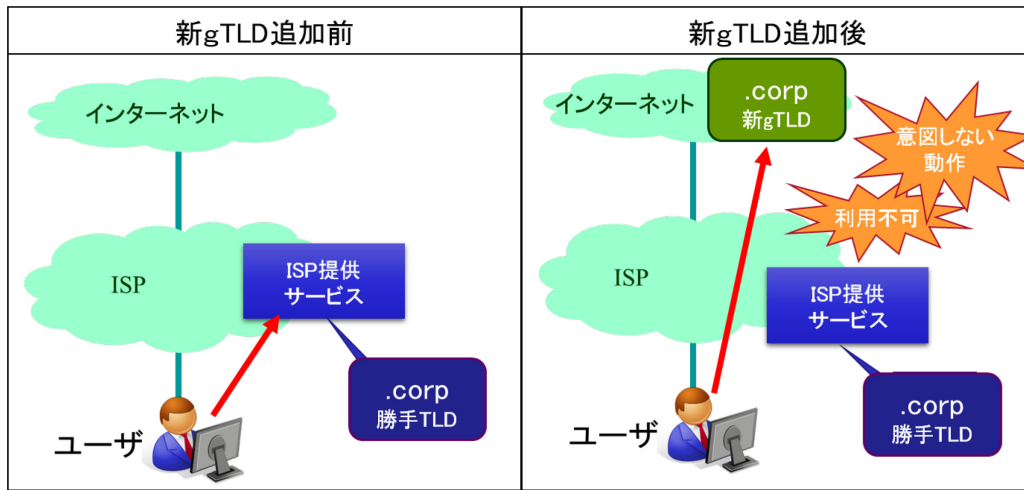 新gTLD追加前
インターネット
ISP
ISP提供
サービス
.corp
勝手TLD
ユーザ
新gTLD追加後
インターネット
.corp
新gTLD
意図しない
動作
利用不可
ISP
ISP提供
サービス
.corp
勝手TLD
ユーザ